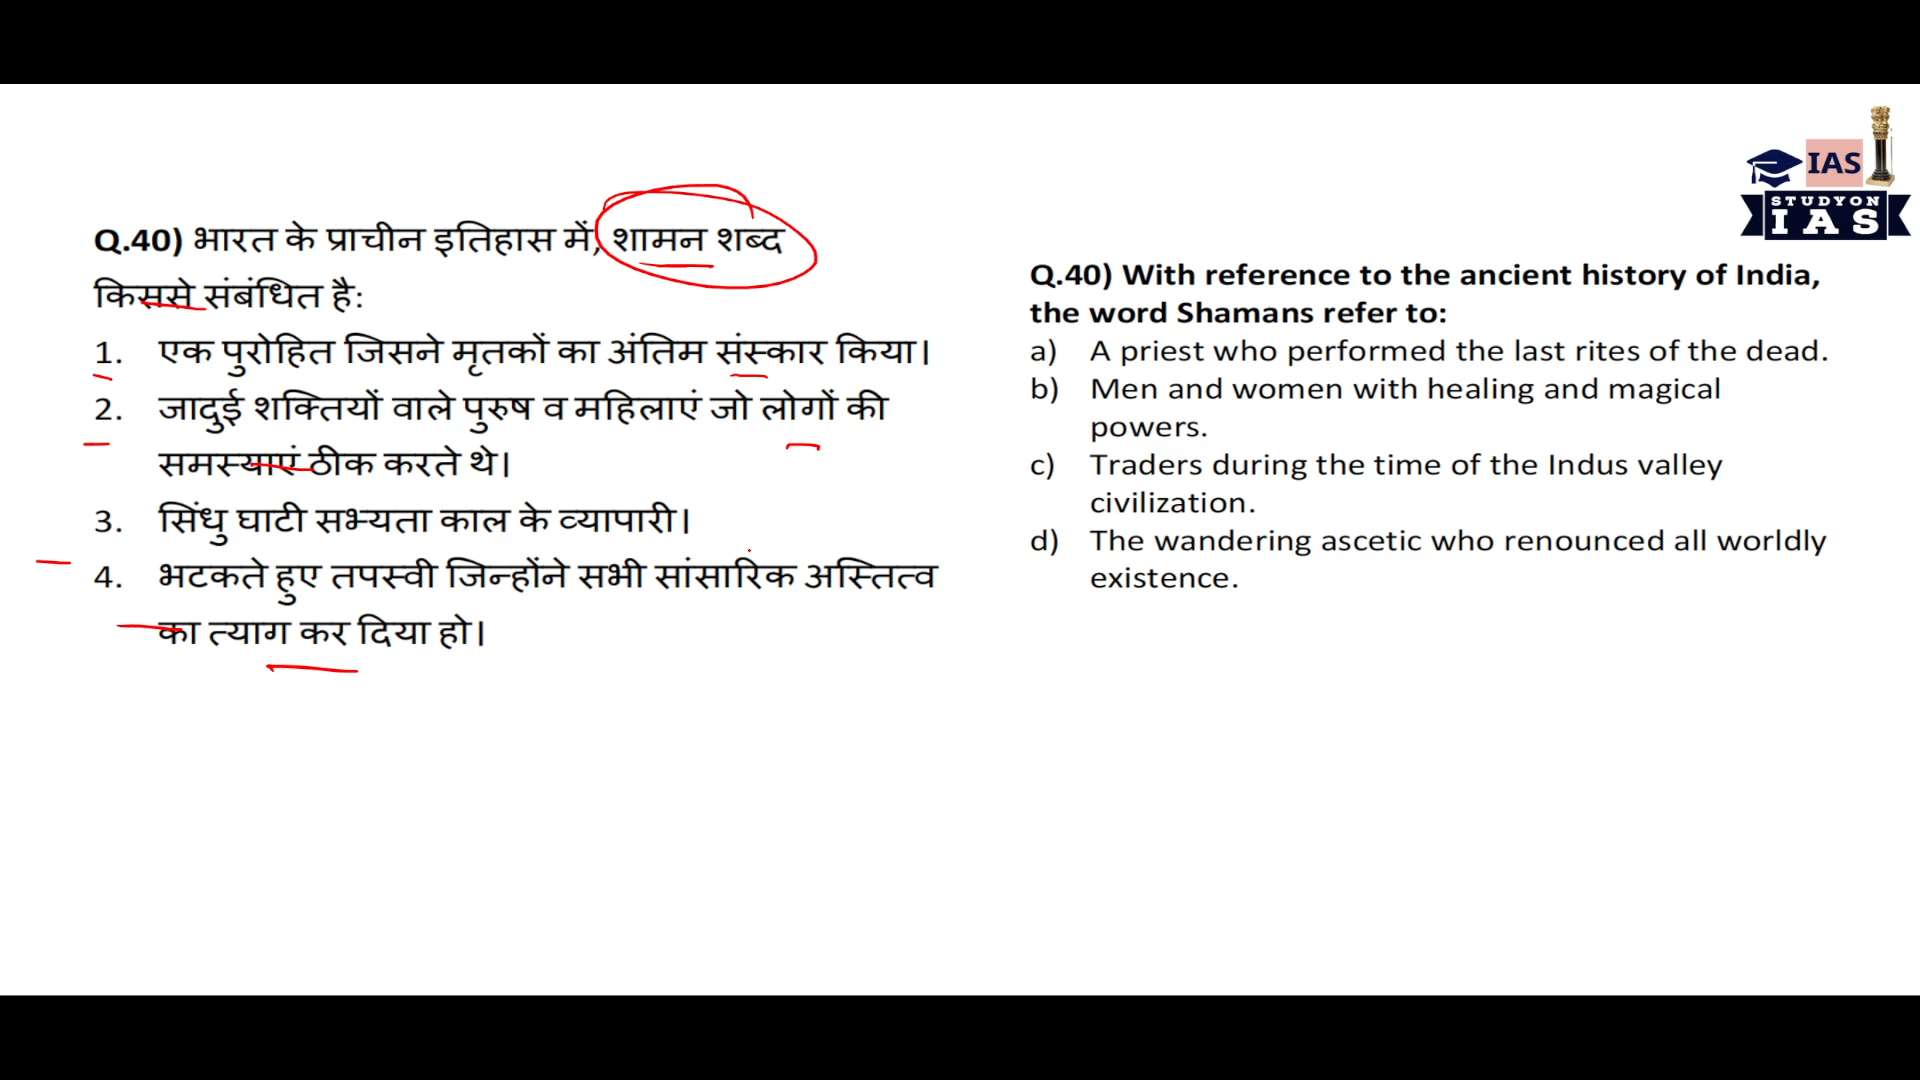 IAS
STUDYON
IAS
Q.40) भारत के प्राचीन इतिहास में, शामन शब्द
किससे संबंधित है:
1. एक पुरोहित जिसने मृतकों का अंतिम संस्कार किया।
2. जादुई शक्तियों वाले पुरुष व महिलाएं जो लोगों की
समस्याएं ठीक करते थे।
3. सिंधु घाटी सभ्यता काल के व्यापारी।
4. भटकते हुए तपस्वी जिन्होंने सभी सांसारिक अस्तित्व
का त्याग कर दिया हो।
Q.40) With reference to the ancient history of India,
the word Shamans refer to:
a) A priest who performed the last rites of the dead.
b) Men and women with healing and magical
powers.
c) Traders during the time of the Indus valley
civilization.
d) The wandering ascetic who renounced all worldly
existence.